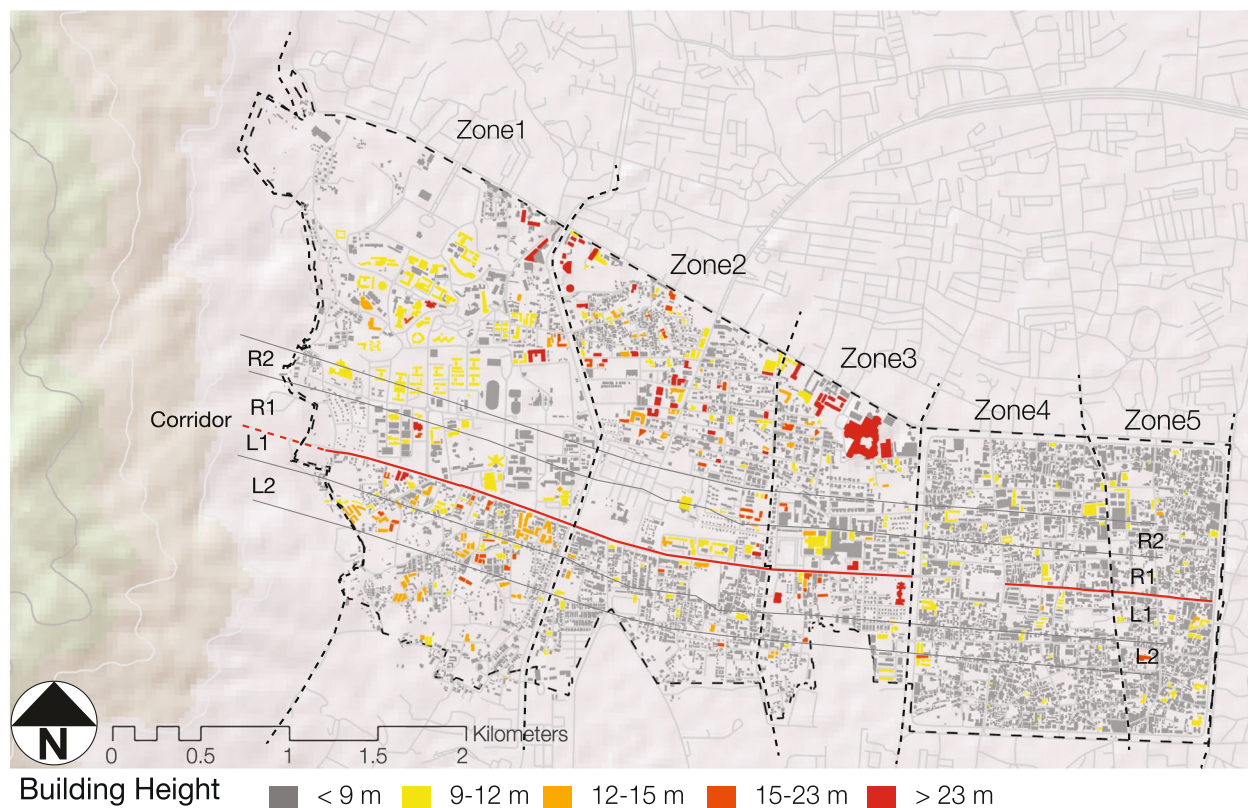 Zone1
Zone2
Zone3
Zone4
Zone5
R2
R1
Corridor
L1
L2
R2
R1
L1
L2
N
0 0.5 1 1.5 2 Kilometers
Building Height < 9 m 9-12 m 12-15 m 15-23 m > 23 m